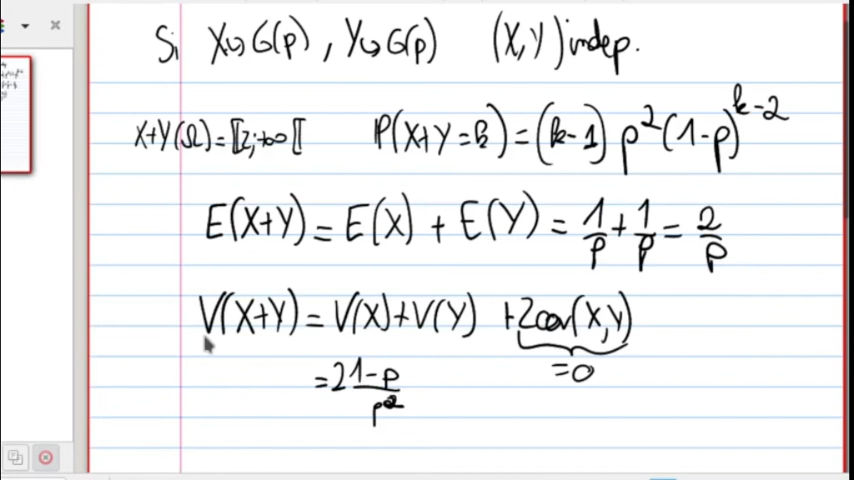 Si X↪G(p), Y↪G(p) (X,Y) indep.
X+Y(Ω)=⟦2;+∞⟦ P(X+Y=k)=(k-1) p²(1-p)^{k-2}
E(X+Y)=E(X)+E(Y)=1/p+1/p=2/p
V(X+Y)=V(X)+V(Y) +2cov(X,Y)
=2 (1-p)/p² =0